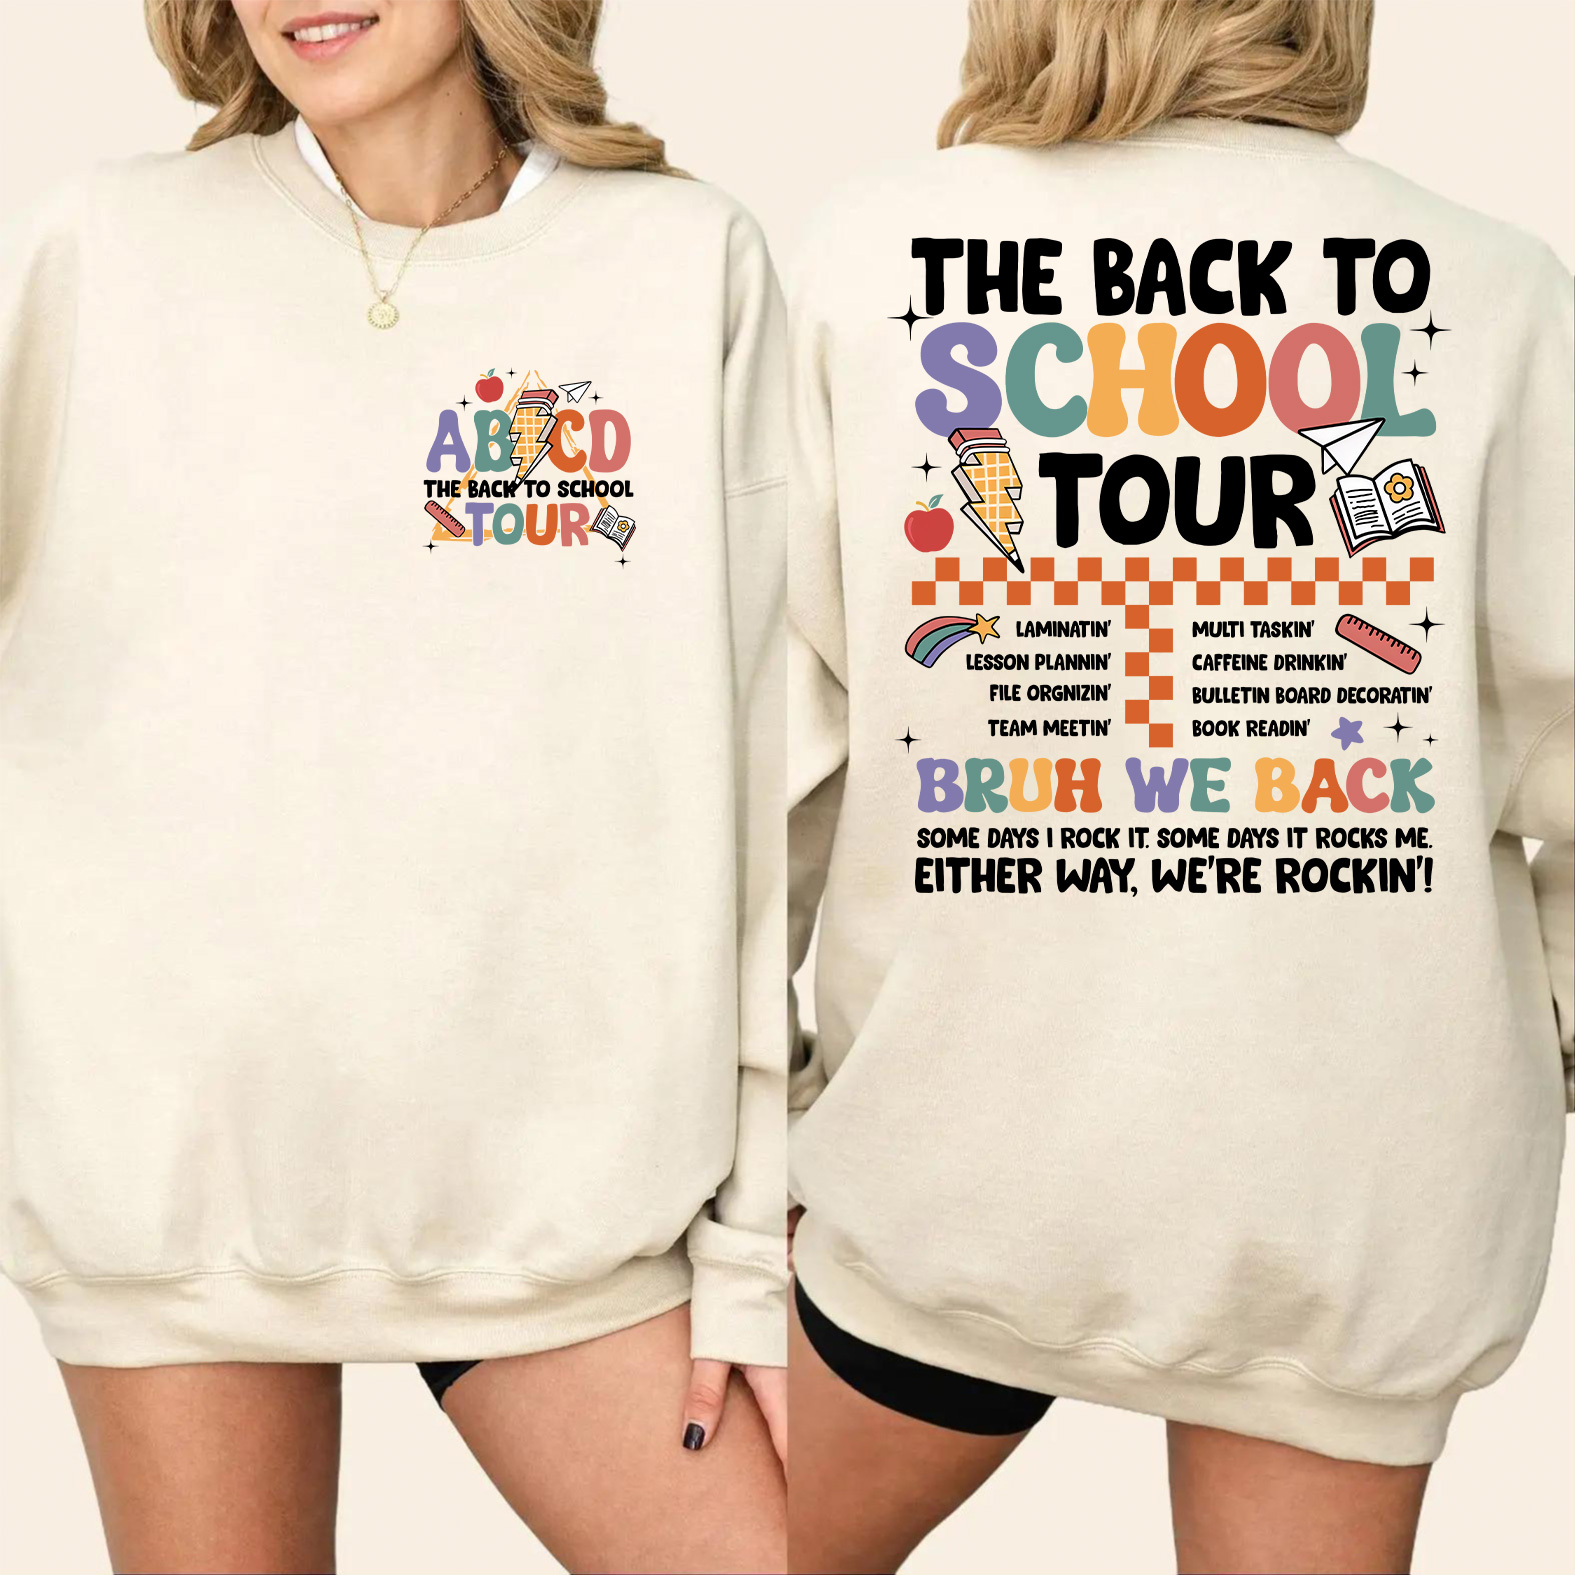 ABCD
THE BACK TO SCHOOL
TOUR
THE BACK TO
SCHOOL
TOUR
LAMINATIN'
LESSON PLANNIN'
FILE ORGNIZIN'
TEAM MEETIN'
MULTI TASKIN'
CAFFEINE DRINKIN'
BULLETIN BOARD DECORATIN'
BOOK READIN'
BRUH WE BACK
SOME DAYS I ROCK IT. SOME DAYS IT ROCKS ME.
EITHER WAY, WE'RE ROCKIN'!